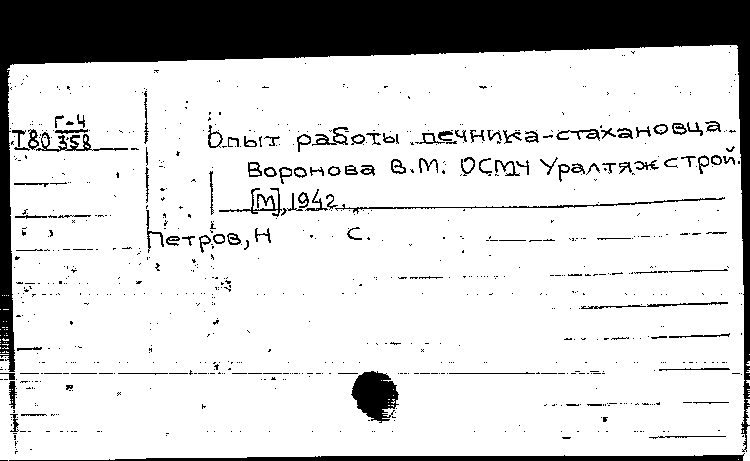 Г-4
Т80 358
Опыт работы печника-стахановца
Воронова В.М. ОСМЧ Уралтяжстрой.
[М], 1942.
Петров, Н С.